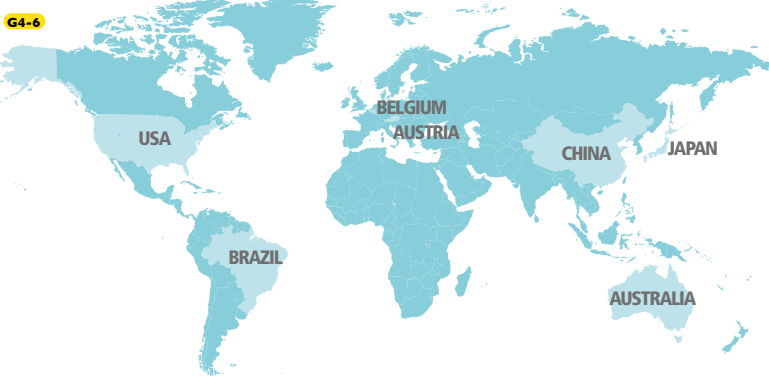 G4-6
BELGIUM
AUSTRIA
USA
CHINA
JAPAN
BRAZIL
AUSTRALIA